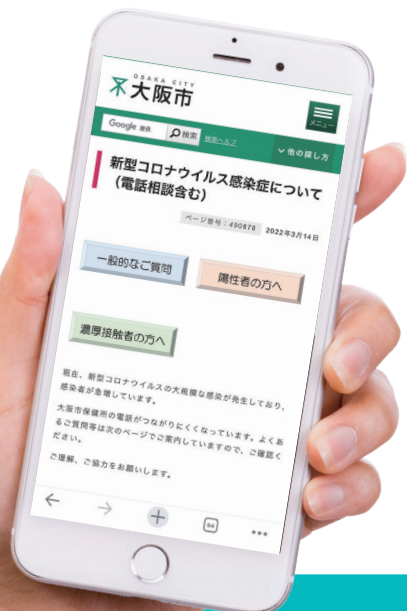 OSAKA CITY
大阪市
メニュー
Google 提供
検索
検索ヘルプ
他の探し方
新型コロナウイルス感染症について
（電話相談含む）
ページ番号：490878
2022年3月14日
一般的なご質問
陽性者の方へ
濃厚接触者の方へ
現在、新型コロナウイルスの大規模な感染が発生しており、
感染者が急増しています。
大阪市保健所の電話がつながりにくくなっています。よくあ
るご質問等は次のページでご案内していますので、ご確認く
ださい。
ご理解、ご協力をお願いします。
64